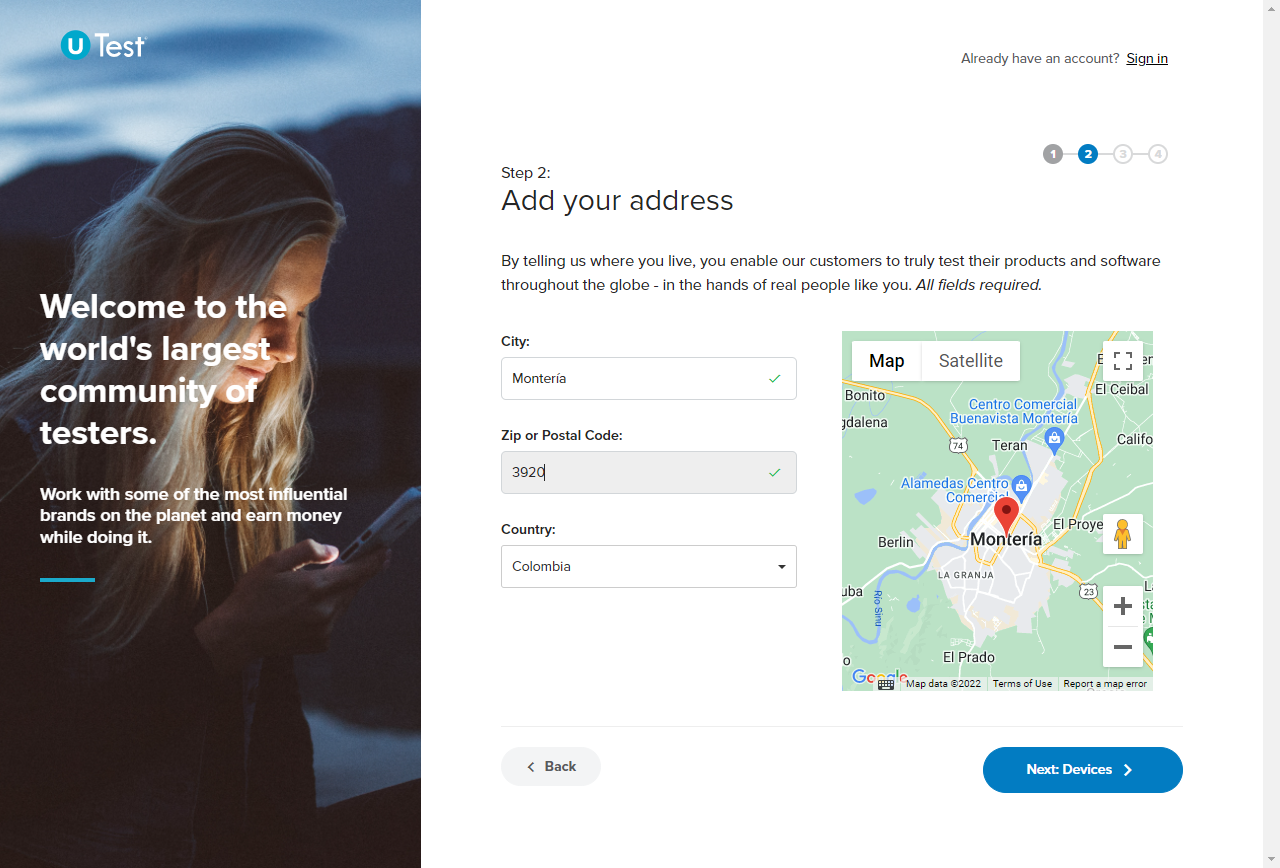 U Test
Already have an account? Sign in
1 2 3 4
Step 2:
Add your address
By telling us where you live, you enable our customers to truly test their products and software
throughout the globe - in the hands of real people like you. All fields required.
Welcome to the
world's largest
community of
testers.
Work with some of the most influential
brands on the planet and earn money
while doing it.
City:
Montería
Zip or Postal Code:
3920
Country:
Colombia
Map Satellite
El Ceibal
Bonito
Centro Comercial
Buenavista Montería
gdalena
Califo
74
Teran
Alamedas Centro
Comercial
El Proye
Montería
Berlin
LA GRANJA
23
uba
Río Sinú
El Prado
Google
Map data ©2022 Terms of Use Report a map error
Back
Next: Devices